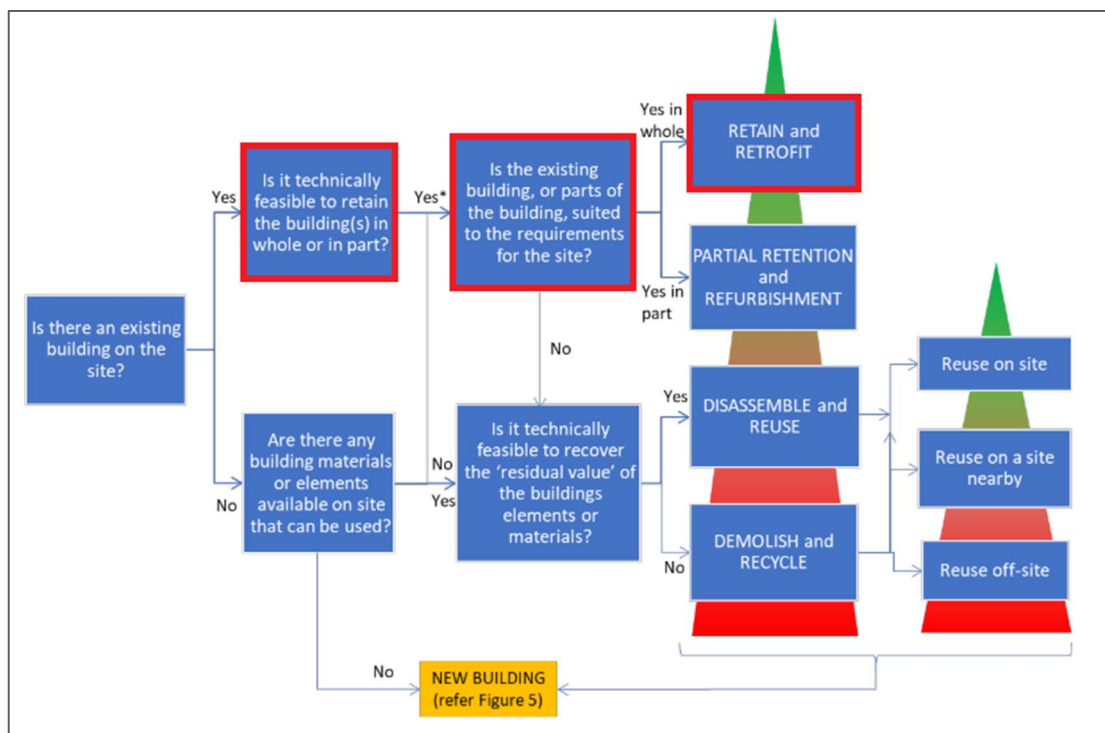 Is there an existing
building on the
site?
Yes
No
Is it technically
feasible to retain
the building(s) in
whole or in part?
Are there any
building materials
or elements
available on site
that can be used?
Yes*
No
Yes
Is the existing
building, or parts of
the building, suited
to the requirements
for the site?
No
Is it technically
feasible to recover
the ‘residual value’ of
the buildings
elements or
materials?
Yes in
whole
Yes in
part
Yes
No
RETAIN and
RETROFIT
PARTIAL RETENTION
and
REFURBISHMENT
DISASSEMBLE and
REUSE
DEMOLISH and
RECYCLE
Reuse on site
Reuse on a site
nearby
Reuse off-site
No
NEW BUILDING
(refer Figure 5)